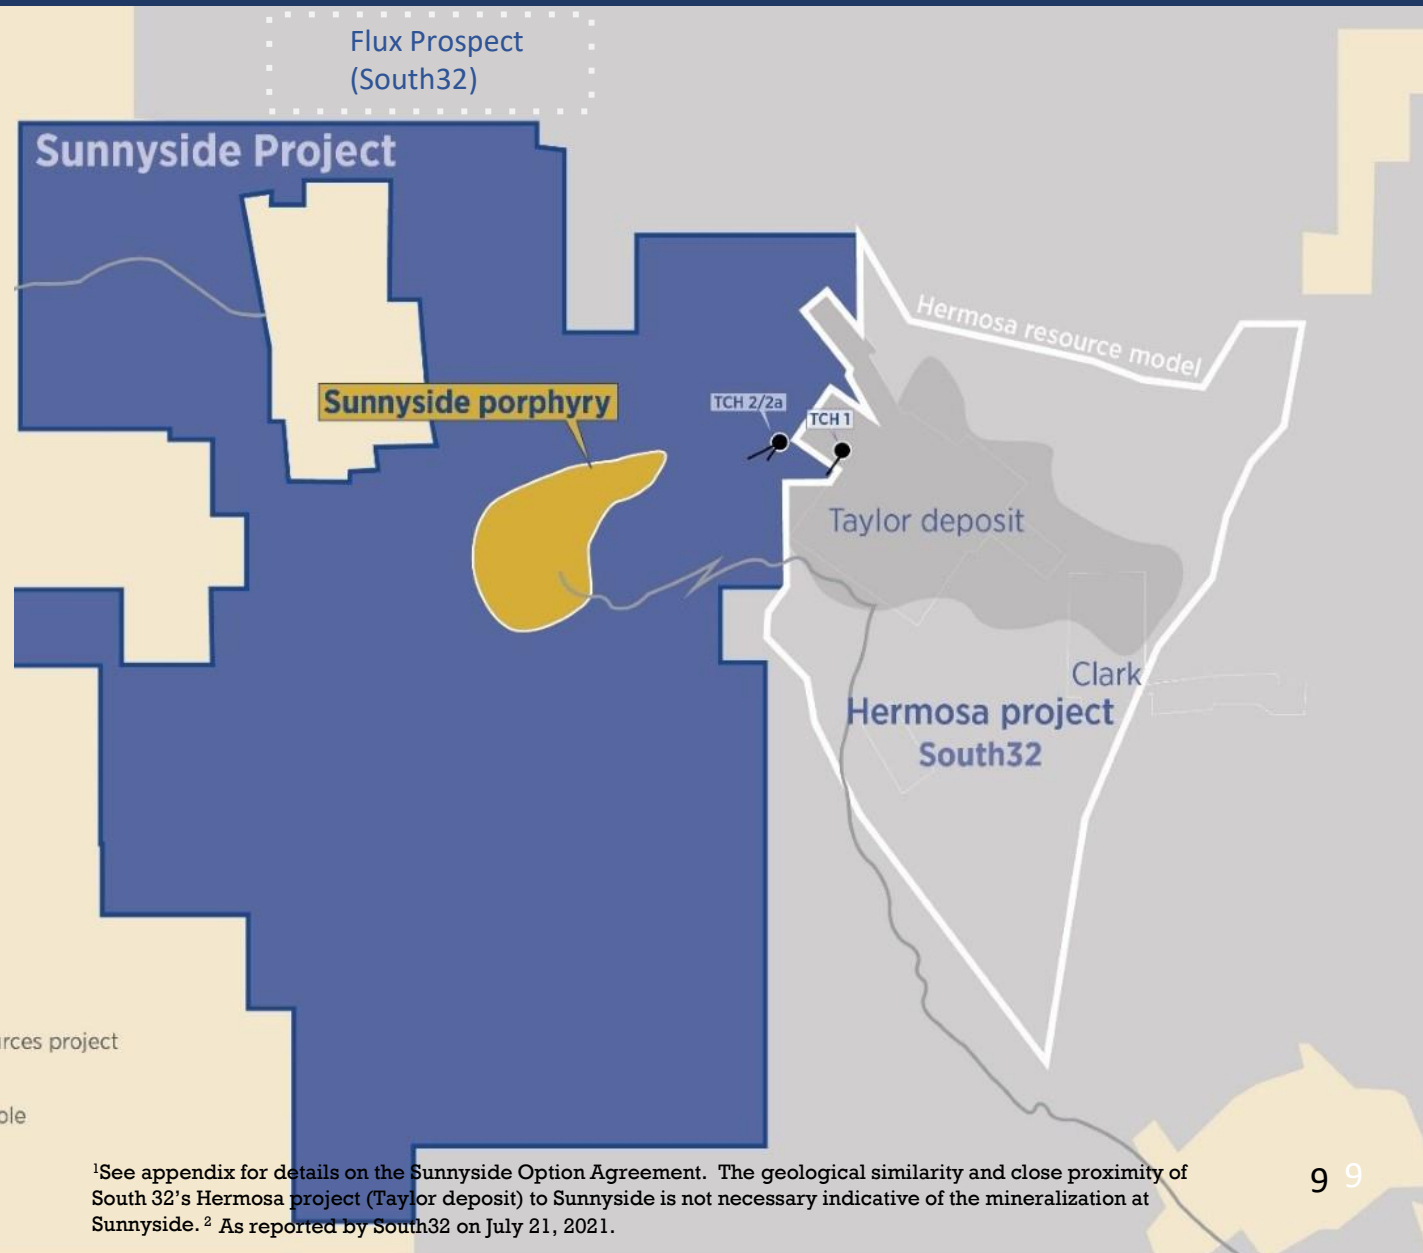 Flux Prospect
(South32)
Sunnyside Project
Hermosa resource model
Sunnyside porphyry
TCH 2/2a
TCH 1
Taylor deposit
Clark
Hermosa project
South32
project
¹See appendix for details on the Sunnyside Option Agreement. The geological similarity and close proximity of
South 32's Hermosa project (Taylor deposit) to Sunnyside is not necessary indicative of the mineralization at
Sunnyside. ² As reported by South32 on July 21, 2021.
9 9